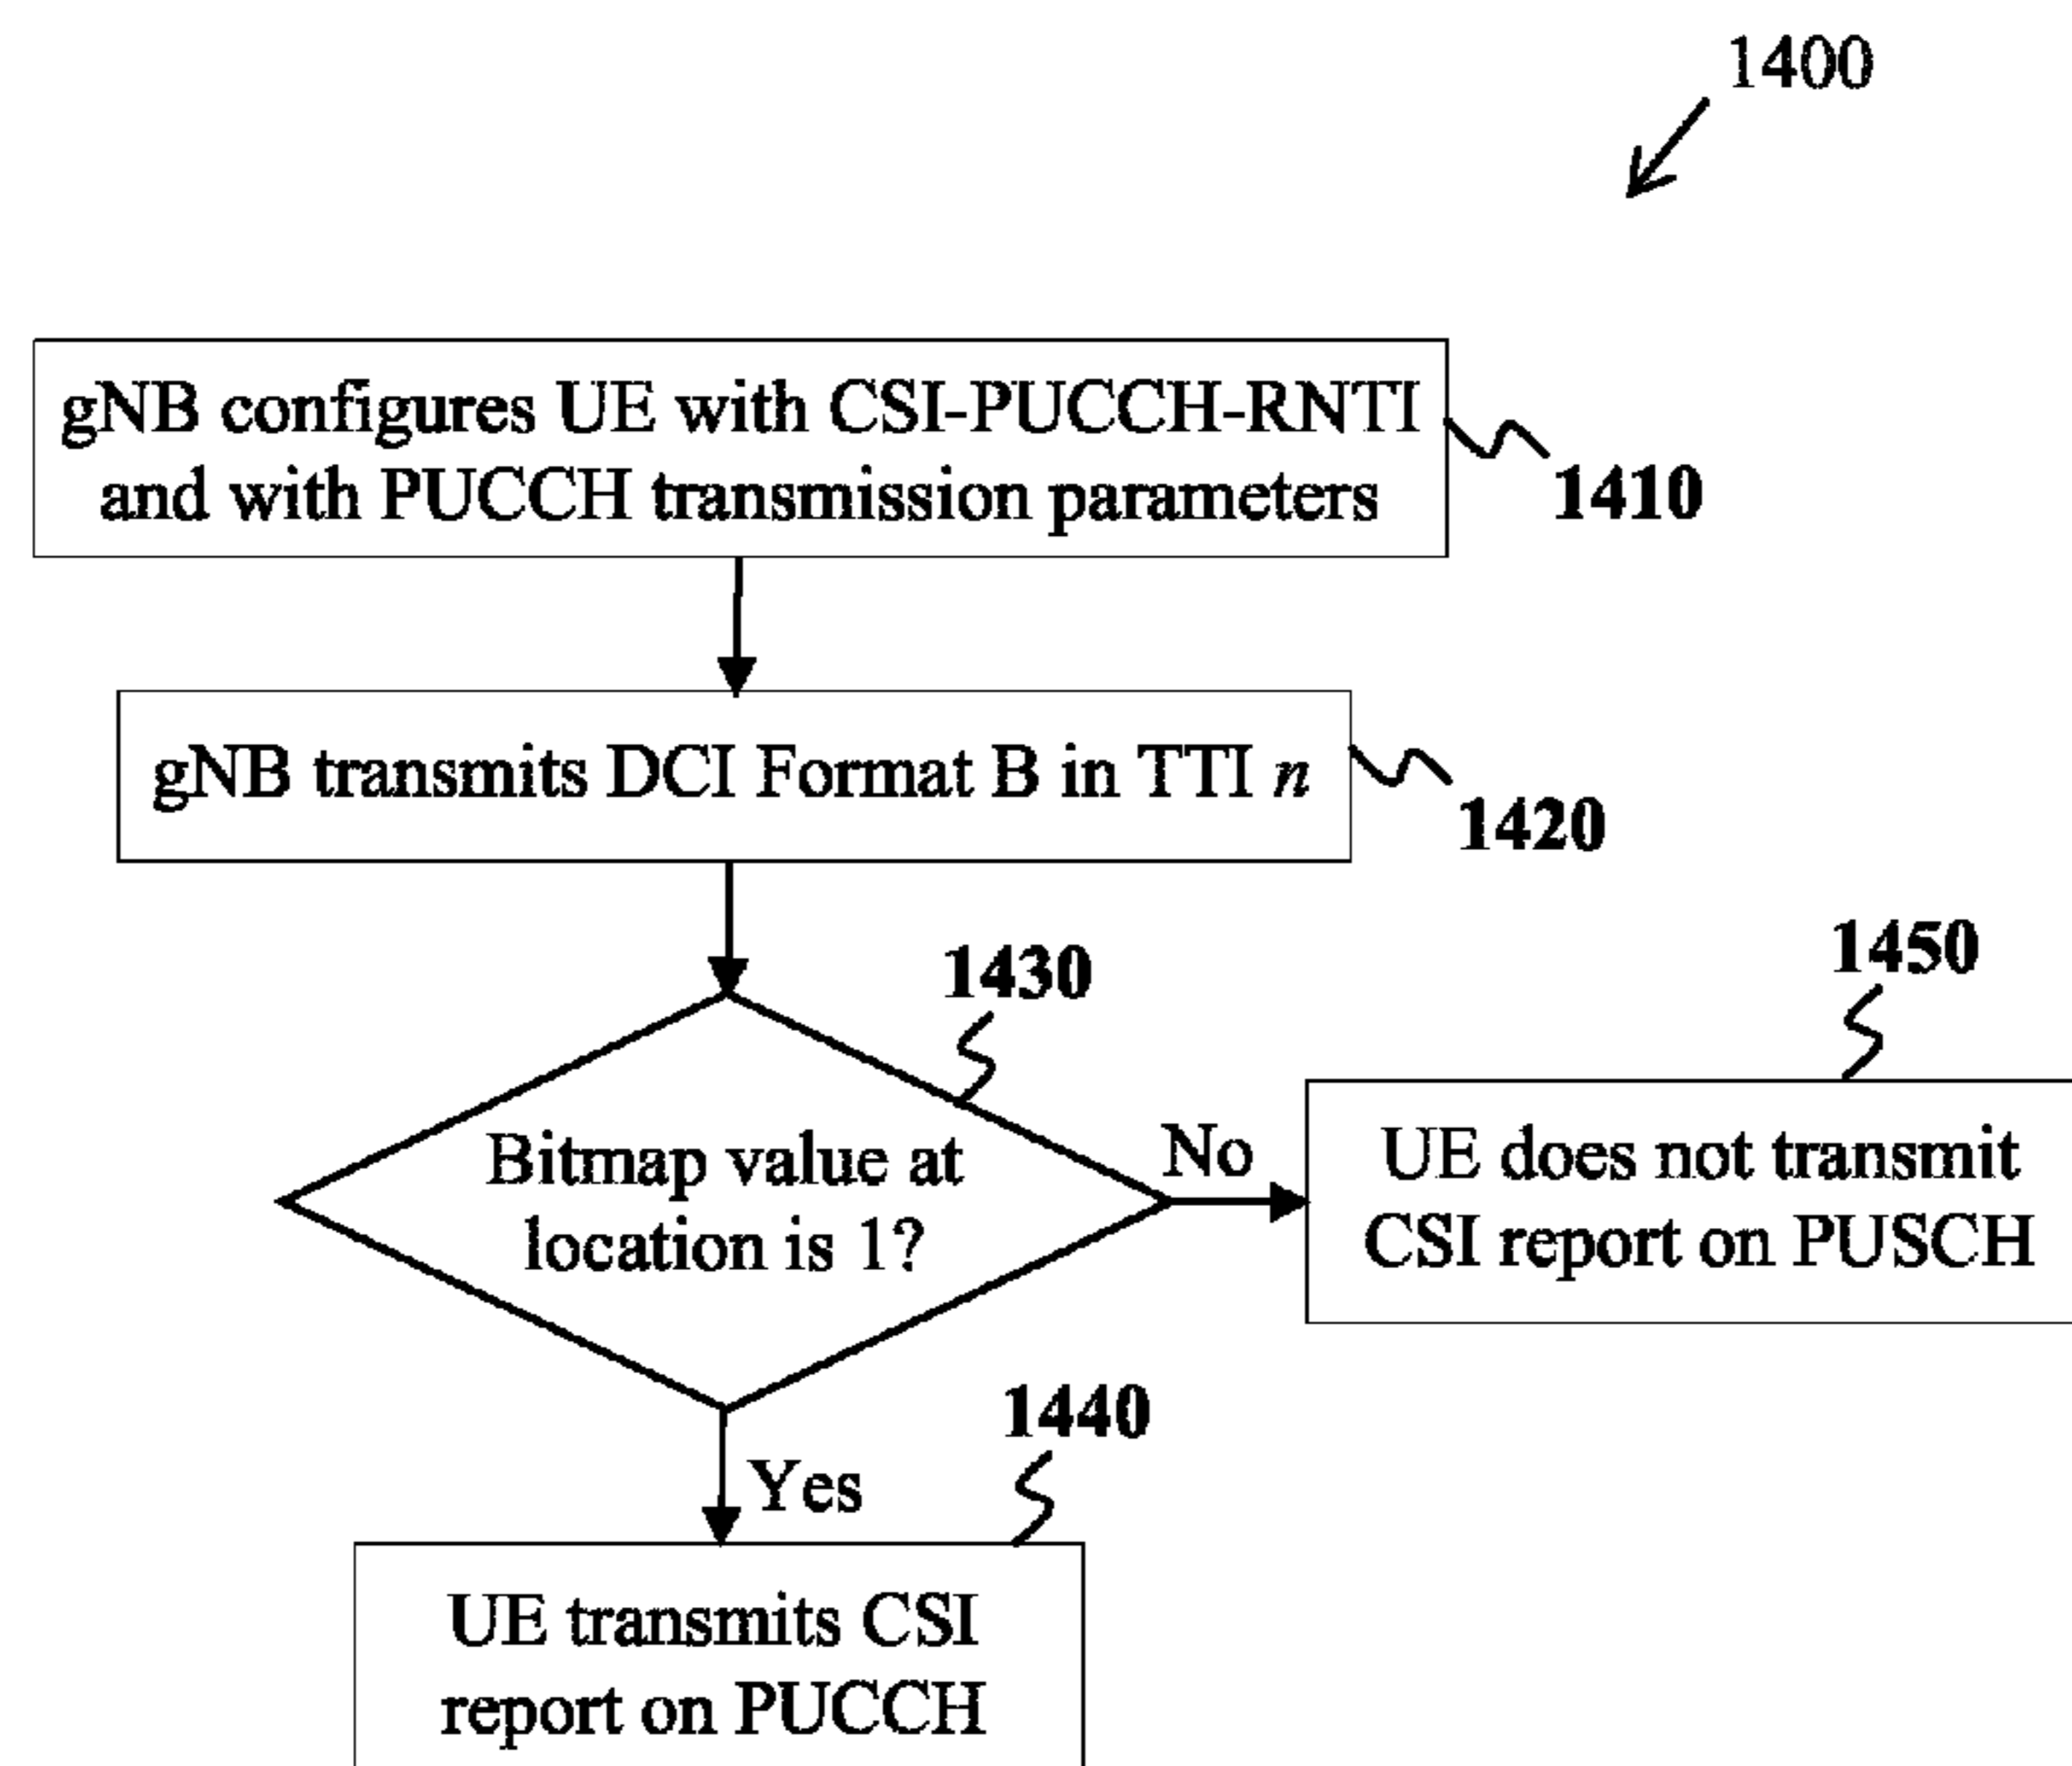 1400
gNB configures UE with CSI-PUCCH-RNTI
and with PUCCH transmission parameters
1410
gNB transmits DCI Format B in TTI n
1420
1430
Bitmap value at
location is 1?
No
1450
UE does not transmit
CSI report on PUSCH
Yes
1440
UE transmits CSI
report on PUCCH